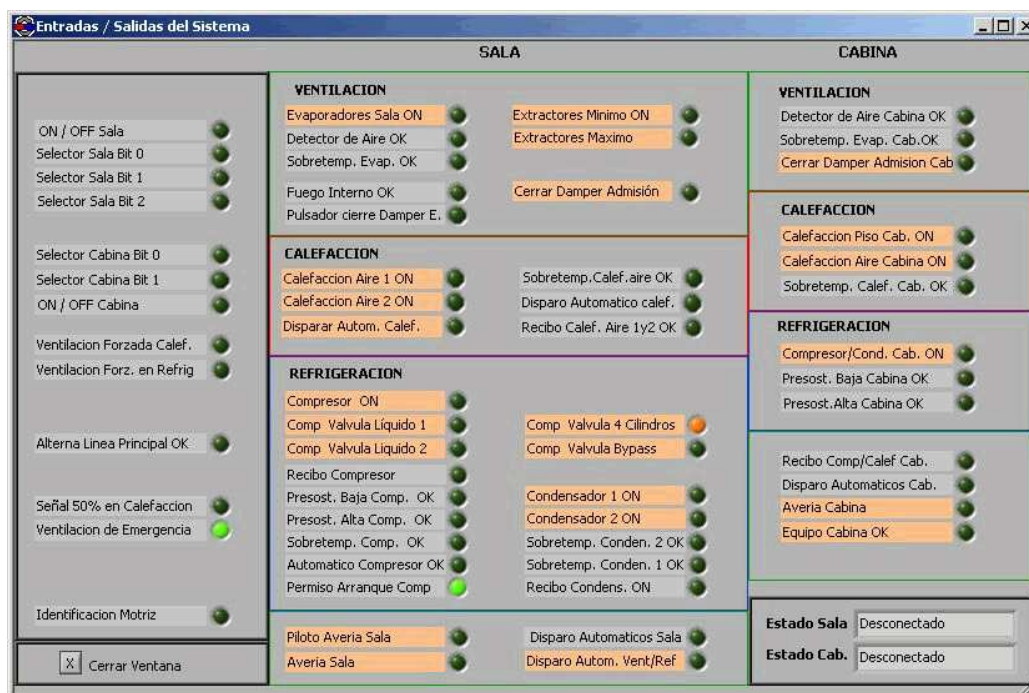 Entradas / Salidas del Sistema
SALA
CABINA
ON / OFF Sala
Selector Sala Bit 0
Selector Sala Bit 1
Selector Sala Bit 2
Selector Cabina Bit 0
Selector Cabina Bit 1
ON / OFF Cabina
Ventilacion Forzada Calef.
Ventilacion Forz. en Refrig
Alterna Linea Principal OK
Señal 50% en Calefaccion
Ventilacion de Emergencia
Identificacion Motriz
X Cerrar Ventana
VENTILACION
Evaporadores Sala ON
Detector de Aire OK
Sobretemp. Evap. OK
Fuego Interno OK
Pulsador cierre Damper E.
Extractores Minimo ON
Extractores Maximo
Cerrar Damper Admisión
CALEFACCION
Calefaccion Aire 1 ON
Calefaccion Aire 2 ON
Disparar Autom. Calef.
Sobretemp.Calef.aire OK
Disparo Automatico calef.
Recibo Calef. Aire 1y2 OK
REFRIGERACION
Compresor ON
Comp Valvula Líquido 1
Comp Valvula Liquido 2
Recibo Compresor
Presost. Baja Comp. OK
Presost. Alta Comp. OK
Sobretemp. Comp. OK
Automatico Compresor OK
Permiso Arranque Comp
Comp Valvula 4 Cilindros
Comp Valvula Bypass
Condensador 1 ON
Condensador 2 ON
Sobretemp. Conden. 2 OK
Sobretemp. Conden. 1 OK
Recibo Condens. ON
Piloto Averia Sala
Averia Sala
Disparo Automaticos Sala
Disparo Autom. Vent/Ref
VENTILACION
Detector de Aire Cabina OK
Sobretemp. Evap. Cab.OK
Cerrar Damper Admision Cab
CALEFACCION
Calefaccion Piso Cab. ON
Calefaccion Aire Cabina ON
Sobretemp. Calef. Cab. OK
REFRIGERACION
Compresor/Cond. Cab. ON
Presost. Baja Cabina OK
Presost.Alta Cabina OK
Recibo Comp/Calef Cab.
Disparo Automaticos Cab.
Averia Cabina
Equipo Cabina OK
Estado Sala Desconectado
Estado Cab. Desconectado